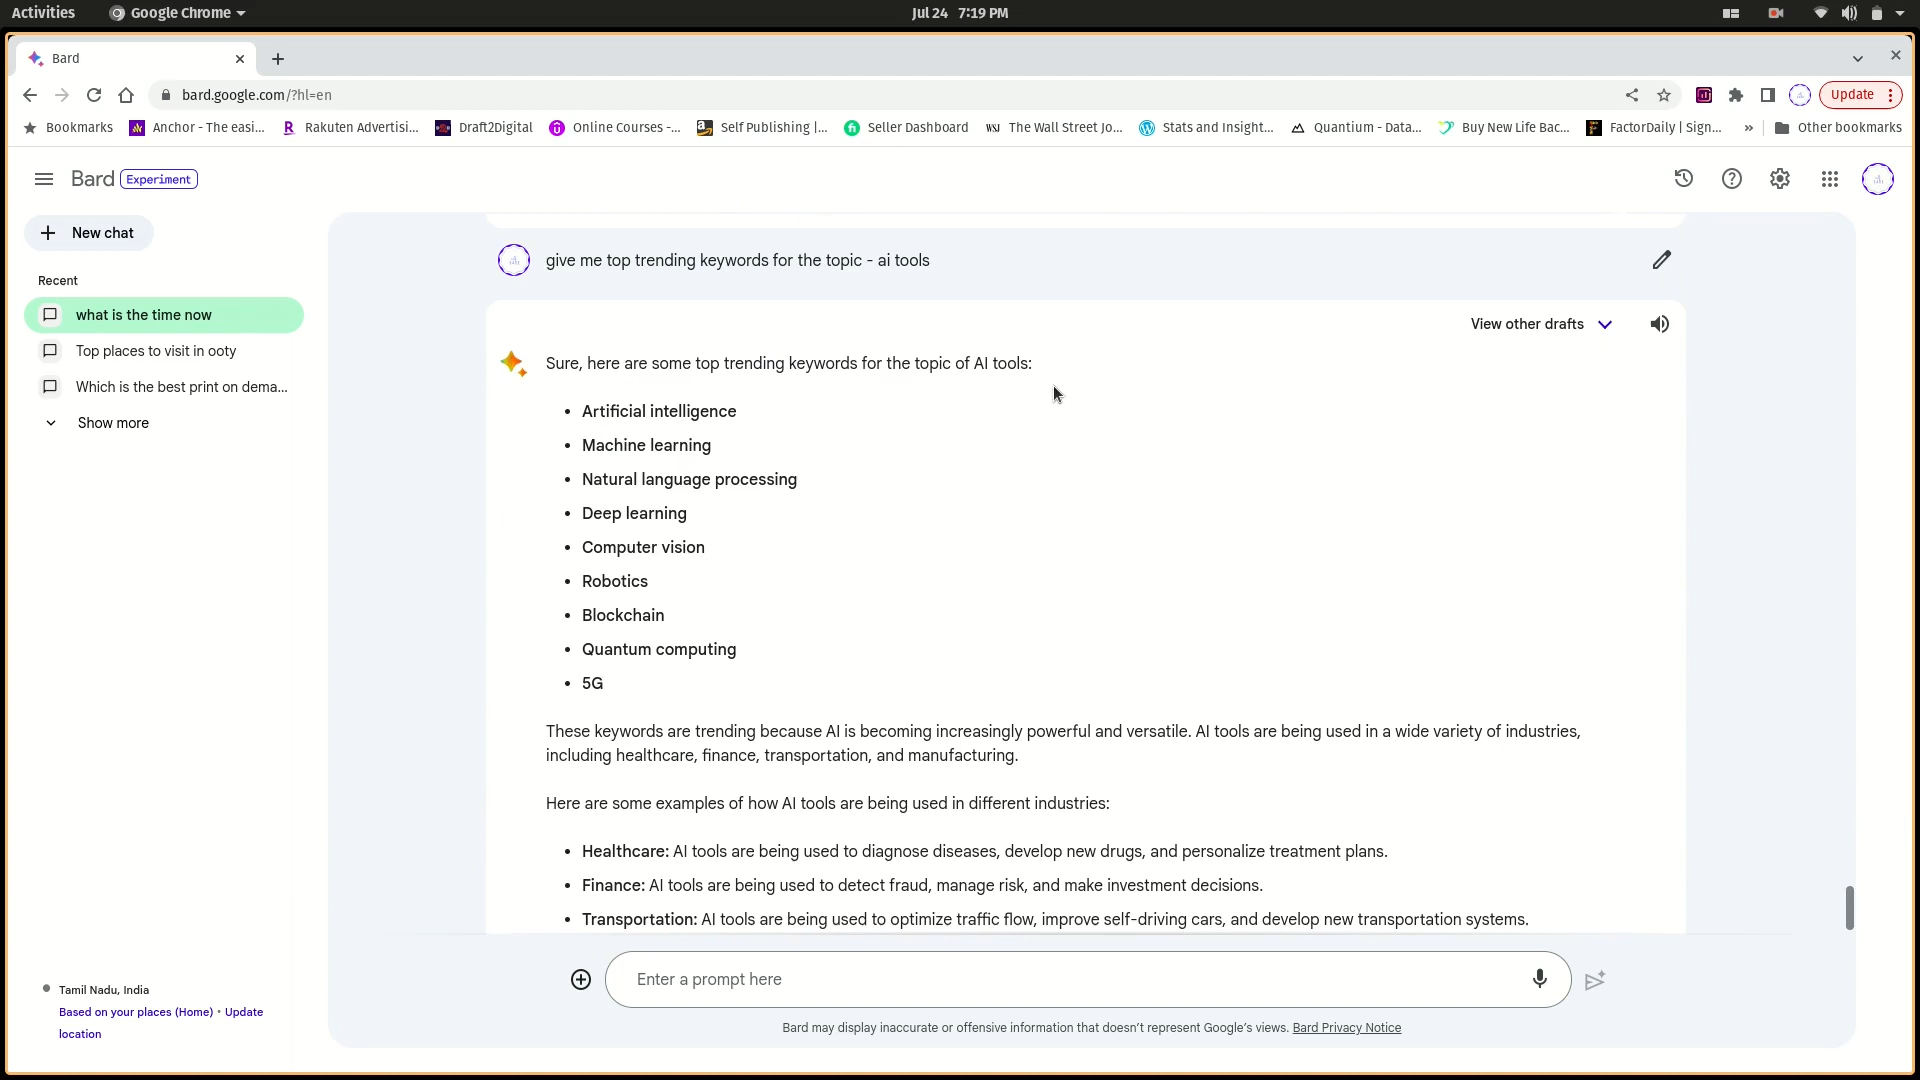 Activities Google Chrome Jul 24 7:19 PM
Bard
bard.google.com/?hl=en Update
Bookmarks Anchor - The easi... Rakuten Advertisi... Draft2Digital Online Courses -... Self Publishing |... Seller Dashboard The Wall Street Jo... Stats and Insight... Quantium - Data... Buy New Life Bac... FactorDaily | Sign... » Other bookmarks
Bard Experiment
New chat
Recent
what is the time now
Top places to visit in ooty
Which is the best print on dema...
Show more
Tamil Nadu, India
Based on your places (Home) • Update
location
give me top trending keywords for the topic - ai tools
View other drafts
Sure, here are some top trending keywords for the topic of AI tools:
• Artificial intelligence
• Machine learning
• Natural language processing
• Deep learning
• Computer vision
• Robotics
• Blockchain
• Quantum computing
• 5G
These keywords are trending because AI is becoming increasingly powerful and versatile. AI tools are being used in a wide variety of industries,
including healthcare, finance, transportation, and manufacturing.
Here are some examples of how AI tools are being used in different industries:
• Healthcare: AI tools are being used to diagnose diseases, develop new drugs, and personalize treatment plans.
• Finance: AI tools are being used to detect fraud, manage risk, and make investment decisions.
• Transportation: AI tools are being used to optimize traffic flow, improve self-driving cars, and develop new transportation systems.
Enter a prompt here
Bard may display inaccurate or offensive information that doesn't represent Google's views. Bard Privacy Notice